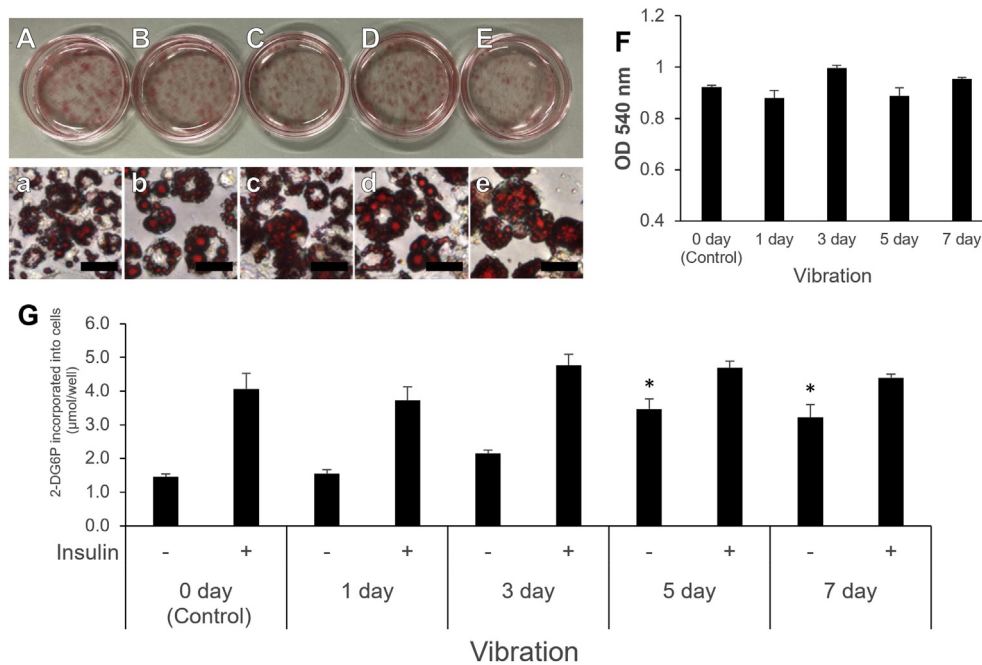 A B C D E
a b c d e
F
OD 540 nm
1.2
1
0.8
0.6
0.4
0 day 1 day 3 day 5 day 7 day
(Control)
Vibration
G
2-DG6P incorporated into cells
(µmol/well)
6.0
5.0
4.0
3.0
2.0
1.0
0.0
* *
Insulin - + - + - + - + - +
0 day 1 day 3 day 5 day 7 day
(Control)
Vibration